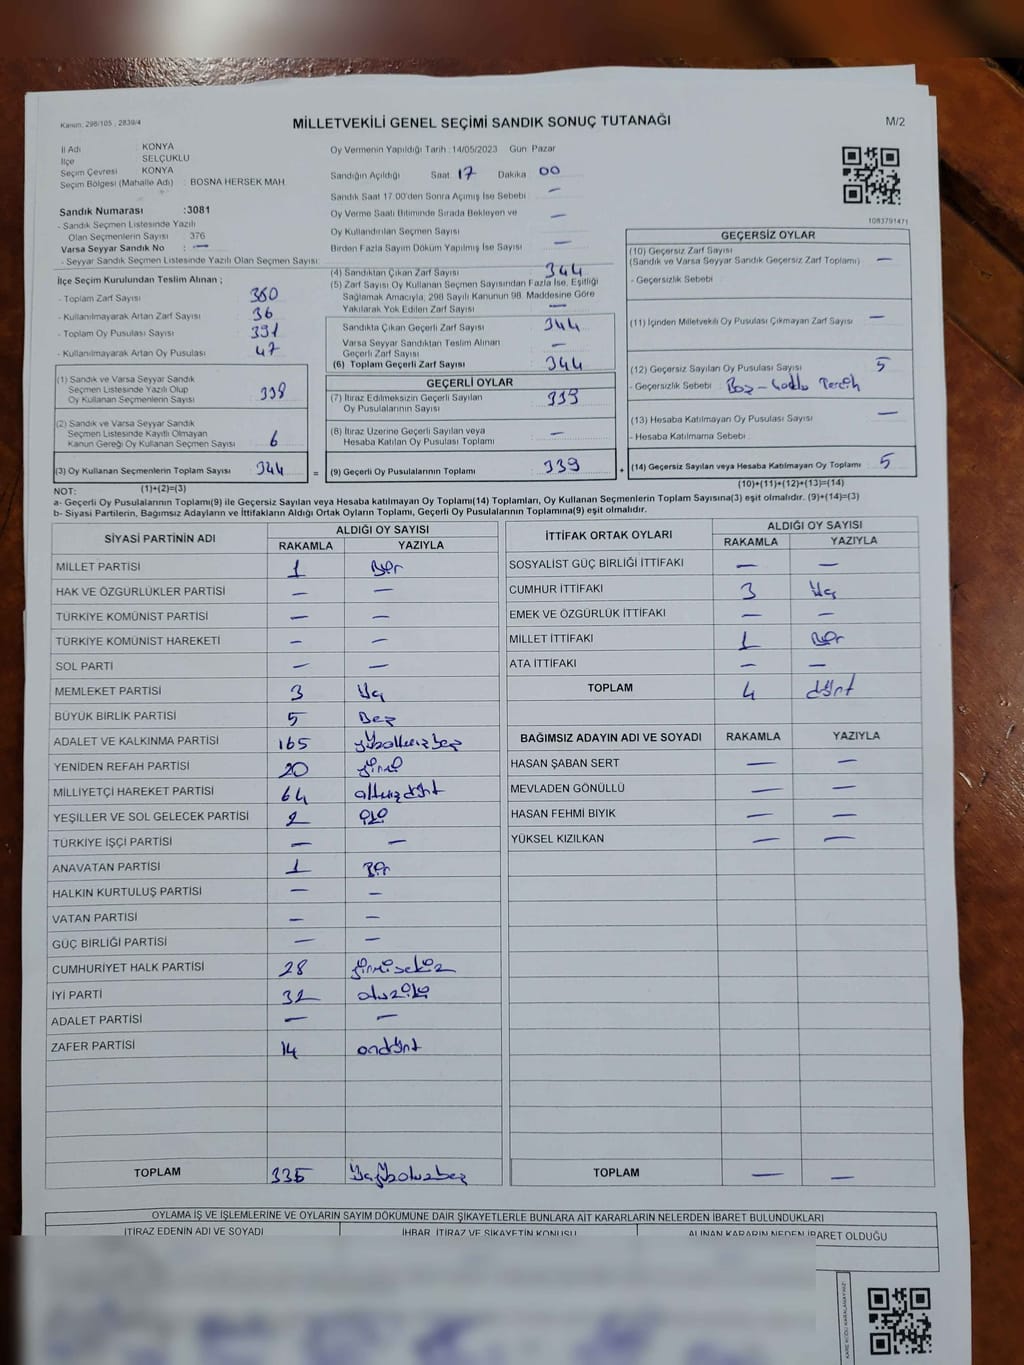 Kanun: 298/105 , 2839/4
MİLLETVEKİLİ GENEL SEÇİMİ SANDIK SONUÇ TUTANAĞI
M/2
İl Adı : KONYA
İlçe : SELÇUKLU
Seçim Çevresi : KONYA
Seçim Bölgesi (Mahalle Adı) : BOSNA HERSEK MAH.
Sandık Numarası :3081
- Sandık Seçmen Listesinde Yazılı
Olan Seçmenlerin Sayısı : 376
Varsa Seyyar Sandık No : —
- Seyyar Sandık Seçmen Listesinde Yazılı Olan Seçmen Sayısı:
Oy Vermenin Yapıldığı Tarih :14/05/2023 Gün: Pazar
Sandığın Açıldığı Saat: 17 Dakika: 00
Sandık Saat 17.00'den Sonra Açımış İse Sebebi : —
Oy Verme Saati Bitiminde Sırada Bekleyen ve
Oy Kullandırılan Seçmen Sayısı : —
Birden Fazla Sayım Döküm Yapılmış İse Sayısı : —
1083791471
İlçe Seçim Kurulundan Teslim Alınan ;
- Toplam Zarf Sayısı : 380
- Kullanılmayarak Artan Zarf Sayısı : 36
- Toplam Oy Pusulası Sayısı : 391
- Kullanılmayarak Artan Oy Pusulası : 47
(1) Sandık ve Varsa Seyyar Sandık
Seçmen Listesinde Yazılı Olup
Oy Kullanan Seçmenlerin Sayısı : 338
(2) Sandık ve Varsa Seyyar Sandık
Seçmen Listesinde Kayıtlı Olmayan
Kanun Gereği Oy Kullanan Seçmen Sayısı : 6
(3) Oy Kullanan Seçmenlerin Toplam Sayısı : 344
(1)+(2)=(3)
(4) Sandıktan Çıkan Zarf Sayısı : 344
(5) Zarf Sayısı Oy Kullanan Seçmen Sayısından Fazla İse, Eşitliği
Sağlamak Amacıyla, 298 Sayılı Kanunun 98. Maddesine Göre
Yakılarak Yok Edilen Zarf Sayısı : —
Sandıkta Çıkan Geçerli Zarf Sayısı : 344
Varsa Seyyar Sandıktan Teslim Alınan
Geçerli Zarf Sayısı : —
(6) Toplam Geçerli Zarf Sayısı : 344
GEÇERLİ OYLAR
(7) İtiraz Edilmeksizin Geçerli Sayılan
Oy Pusulalarının Sayısı : 339
(8) İtiraz Üzerine Geçerli Sayılan veya
Hesaba Katılan Oy Pusulası Toplamı : —
= (9) Geçerli Oy Pusulalarının Toplamı : 339
GEÇERSİZ OYLAR
(10) Geçersiz Zarf Sayısı
(Sandık ve Varsa Seyyar Sandık Geçersiz Zarf Toplamı) : —
- Geçersizlik Sebebi :
(11) İçinden Milletvekili Oy Pusulası Çıkmayan Zarf Sayısı : —
(12) Geçersiz Sayılan Oy Pusulası Sayısı : 5
- Geçersizlik Sebebi : Boş - Tercih
(13) Hesaba Katılmayan Oy Pusulası Sayısı : —
- Hesaba Katılmama Sebebi :
+ (14) Geçersiz Sayılan veya Hesaba Katılmayan Oy Toplamı : 5
(10)+(11)+(12)+(13)=(14)
NOT:
a- Geçerli Oy Pusulalarının Toplamı(9) ile Geçersiz Sayılan veya Hesaba katılmayan Oy Toplamı(14) Toplamları, Oy Kullanan Seçmenlerin Toplam Sayısına(3) eşit olmalıdır. (9)+(14)=(3)
b- Siyasi Partilerin, Bağımsız Adayların ve İttifakların Aldığı Ortak Oyların Toplamı, Geçerli Oy Pusulalarının Toplamına(9) eşit olmalıdır.
SİYASİ PARTİNİN ADI ALDIĞI OY SAYISI
RAKAMLA YAZIYLA
MİLLET PARTİSİ 1 Bir
HAK VE ÖZGÜRLÜKLER PARTİSİ — —
TÜRKİYE KOMÜNİST PARTİSİ — —
TÜRKİYE KOMÜNİST HAREKETİ — —
SOL PARTİ — —
MEMLEKET PARTİSİ 3 Üç
BÜYÜK BİRLİK PARTİSİ 5 Beş
ADALET VE KALKINMA PARTİSİ 165 yüzaltmışbeş
YENİDEN REFAH PARTİSİ 20 yirmi
MİLLİYETÇİ HAREKET PARTİSİ 64 altmışdört
YEŞİLLER VE SOL GELECEK PARTİSİ 2 iki
TÜRKİYE İŞÇİ PARTİSİ — —
ANAVATAN PARTİSİ 1 Bir
HALKIN KURTULUŞ PARTİSİ — —
VATAN PARTİSİ — —
GÜÇ BİRLİĞİ PARTİSİ — —
CUMHURİYET HALK PARTİSİ 28 yirmisekiz
İYİ PARTİ 32 otuziki
ADALET PARTİSİ — —
ZAFER PARTİSİ 14 ondört
TOPLAM 335 Üçyüzotuzbeş
İTTİFAK ORTAK OYLARI ALDIĞI OY SAYISI
RAKAMLA YAZIYLA
SOSYALİST GÜÇ BİRLİĞİ İTTİFAKI — —
CUMHUR İTTİFAKI 3 Üç
EMEK VE ÖZGÜRLÜK İTTİFAKI — —
MİLLET İTTİFAKI 1 Bir
ATA İTTİFAKI — —
TOPLAM 4 dört
BAĞIMSIZ ADAYIN ADI VE SOYADI RAKAMLA YAZIYLA
HASAN ŞABAN SERT — —
MEVLADEN GÖNÜLLÜ — —
HASAN FEHMİ BIYIK — —
YÜKSEL KIZILKAN — —
TOPLAM — —
OYLAMA İŞ VE İŞLEMLERİNE VE OYLARIN SAYIM DÖKÜMÜNE DAİR ŞİKAYETLERLE BUNLARA AİT KARARLARIN NELERDEN İBARET BULUNDUKLARI
İTİRAZ EDENİN ADI VE SOYADI İHBAR, İTİRAZ VE ŞİKAYETİN KONUSU ALINAN KARARIN NEDEN İBARET OLDUĞU